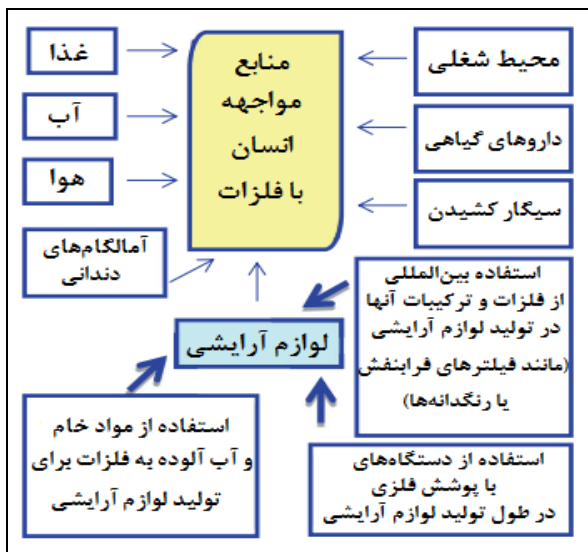 منابع
مواجهه
انسان
با فلزات
محیط شغلی
داروهای گیاهی
سیگار کشیدن
غذا
آب
هوا
آمالگام‌های
دندانی
لوازم آرایشی
استفاده بین‌المللی
از فلزات و ترکیبات آنها
در تولید لوازم آرایشی
(مانند فیلترهای فرابنفش
یا رنگدانه‌ها)
استفاده از دستگاه‌های
با پوشش فلزی
در طول تولید لوازم آرایشی
استفاده از مواد خام
و آب آلوده به فلزات برای
تولید لوازم آرایشی